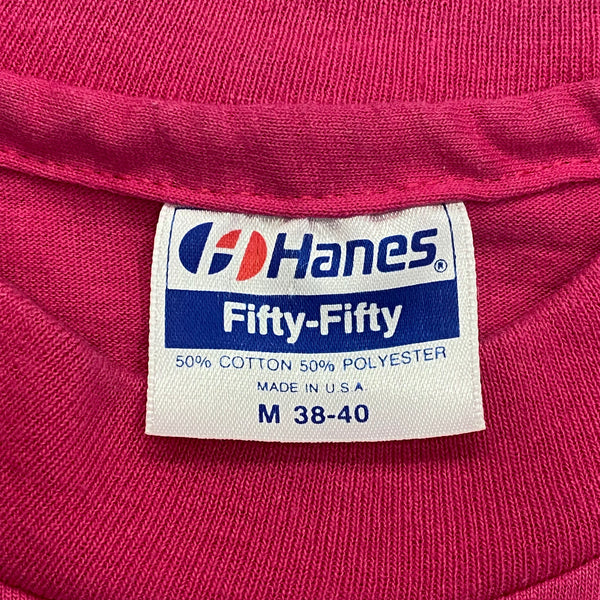 Hanes®
Fifty-Fifty
50% COTTON 50% POLYESTER
MADE IN U.S.A.
M 38-40